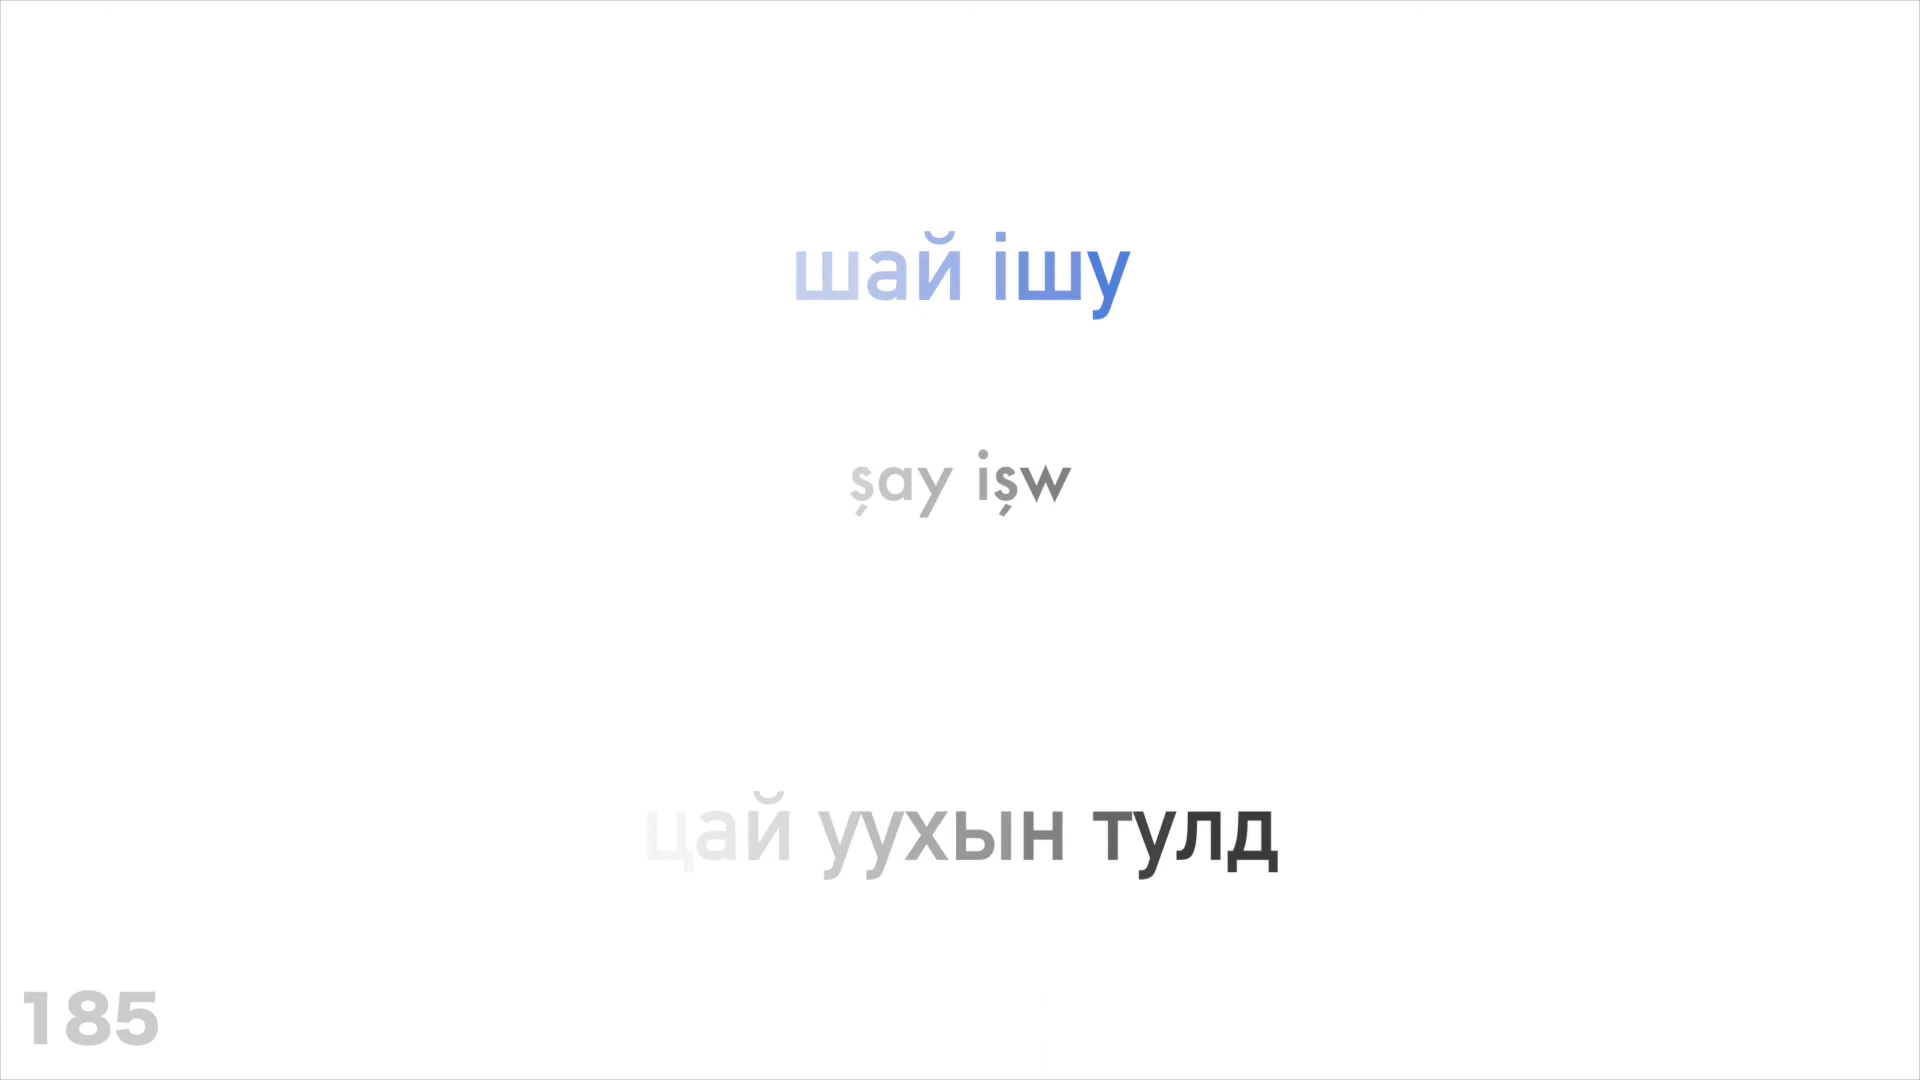 шай ішу
şay işw
цай уухын тулд
185